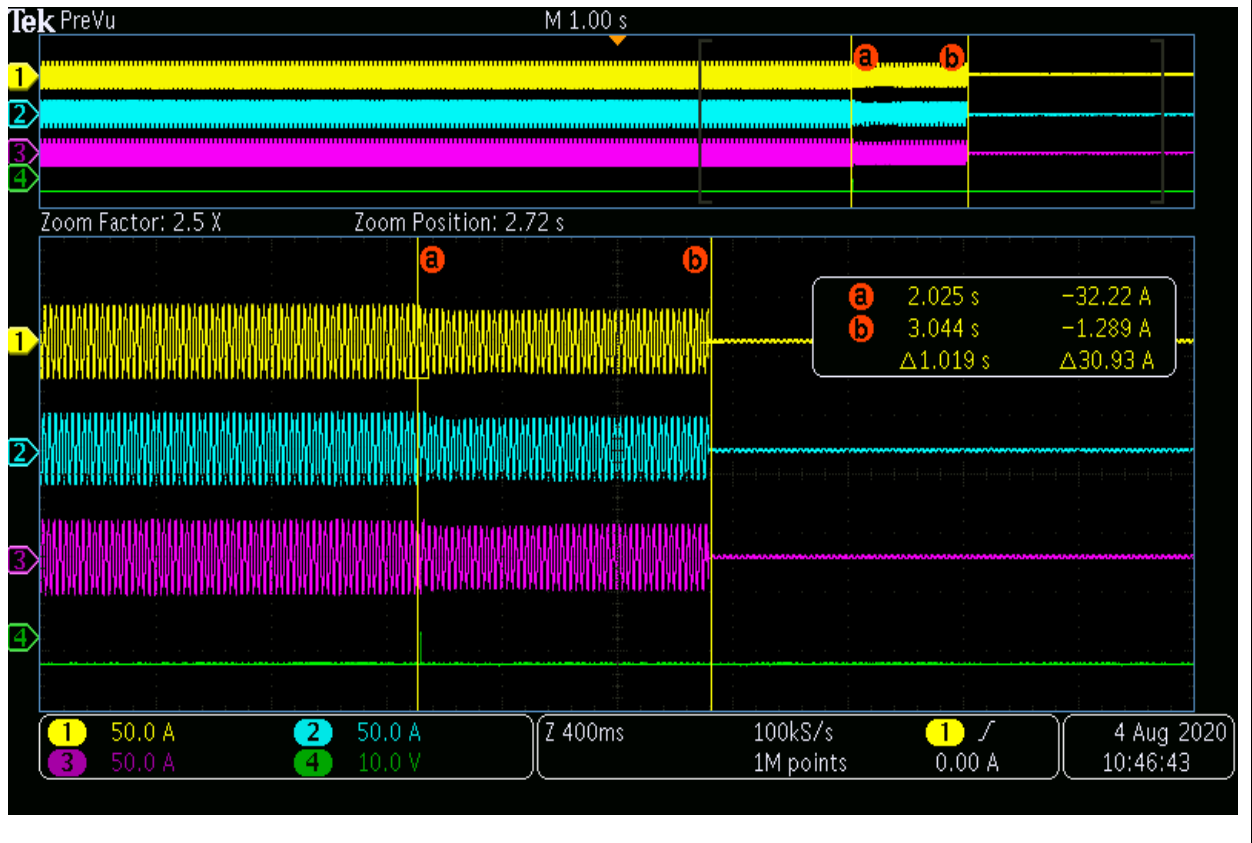 Tek PreVu M 1.00 s
a b
1
2
3
4
Zoom Factor: 2.5 X Zoom Position: 2.72 s
a b
a 2.025 s -32.22 A
b 3.044 s -1.289 A
Δ1.019 s Δ30.93 A
1
2
3
4
1 50.0 A 2 50.0 A Z 400ms 100kS/s 1 4 Aug 2020
3 50.0 A 4 10.0 V 1M points 0.00 A 10:46:43